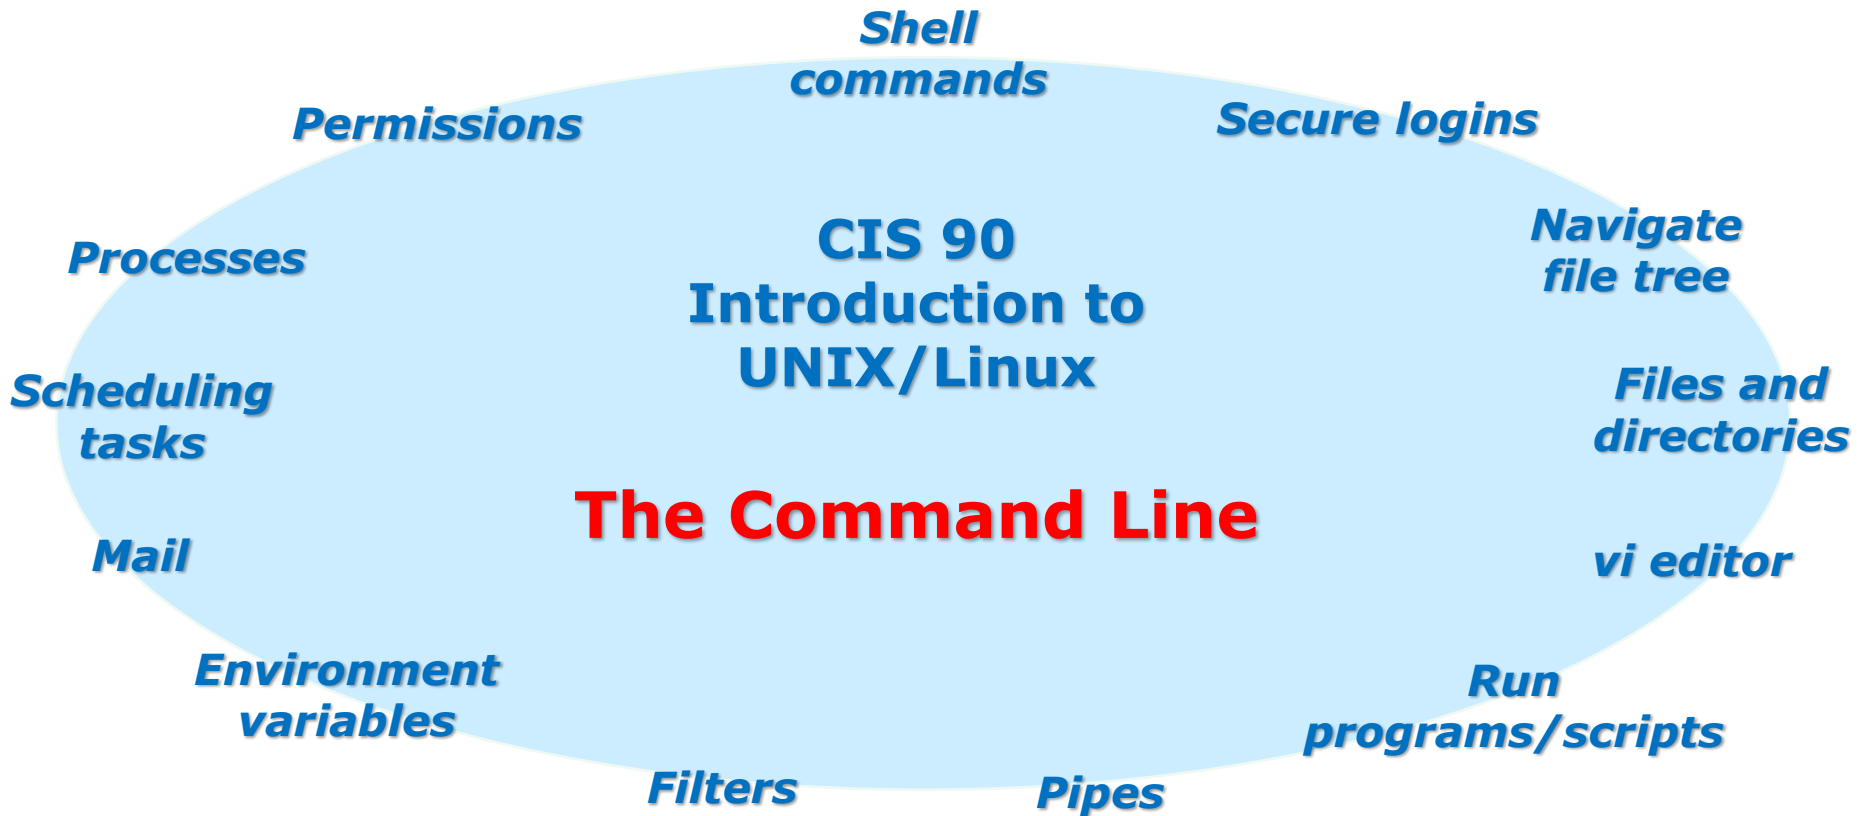 Shell
commands
Permissions
Secure logins
CIS 90
Introduction to
UNIX/Linux
Navigate
file tree
Processes
Scheduling
tasks
Files and
directories
The Command Line
Mail
vi editor
Environment
variables
Run
programs/scripts
Filters
Pipes